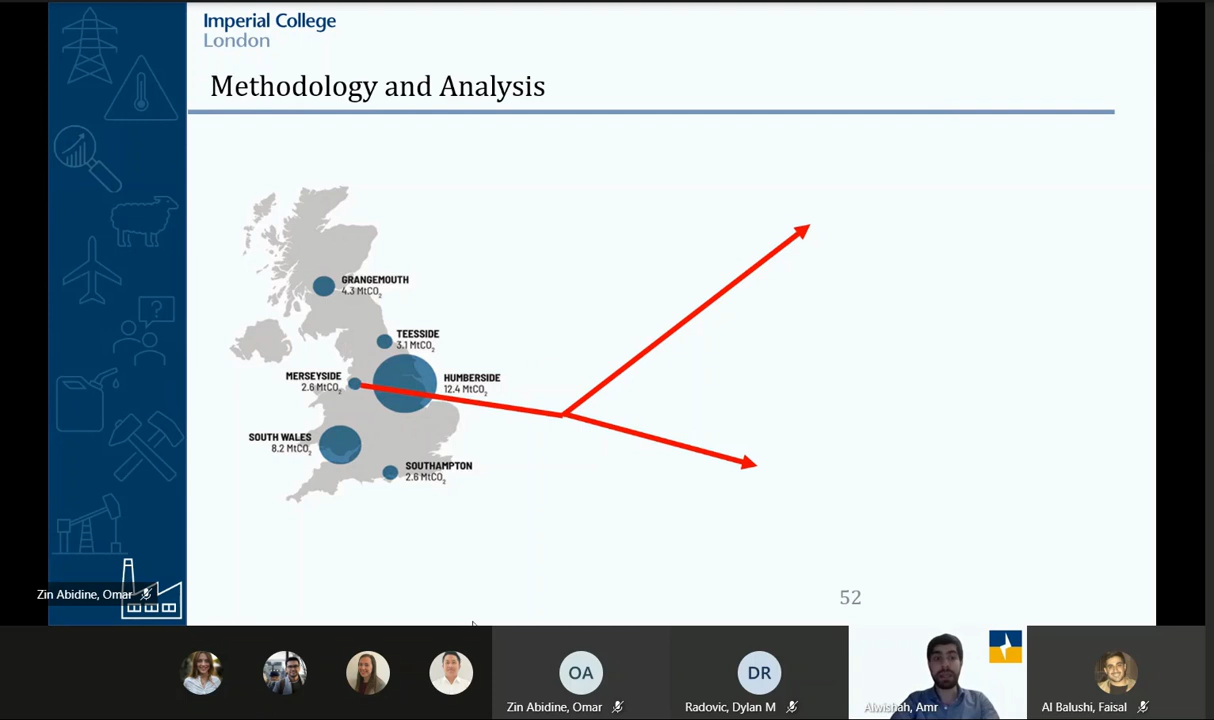 Imperial College
London
Methodology and Analysis
GRANGEMOUTH
4.3 MtCO2
TEESSIDE
3.1 MtCO2
MERSEYSIDE
2.6 MtCO2
HUMBERSIDE
12.4 MtCO2
SOUTH WALES
8.2 MtCO2
SOUTHAMPTON
2.6 MtCO2
?
Zin Abidine, Omar
52
OA
DR
Zin Abidine, Omar
Radovic, Dylan M
Alwishah, Amr
Al Balushi, Faisal